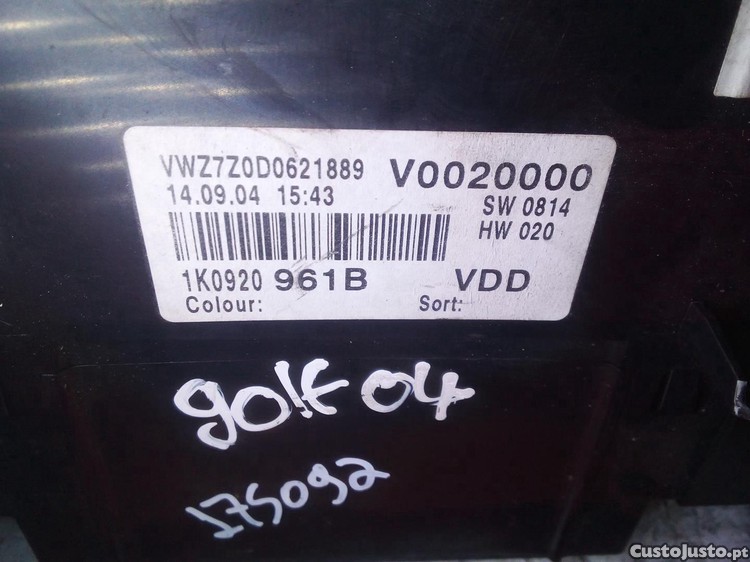 VWZ7Z0D0621889 V0020000
14.09.04 15:43 SW 0814
HW 020
1K0920 961B VDD
Colour: Sort:
golf 04
175092
CustoJusto.pt